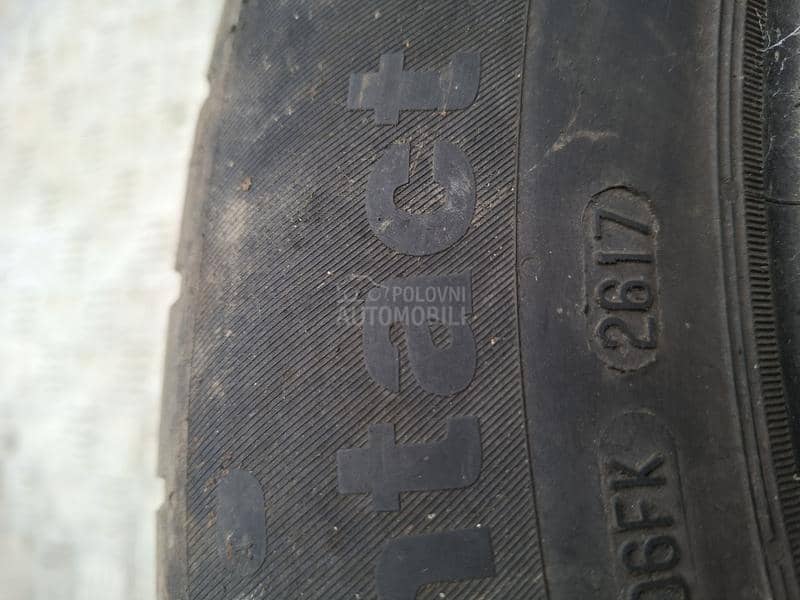 ntact
2617
06FK
POLOVNI
AUTOMOBILI